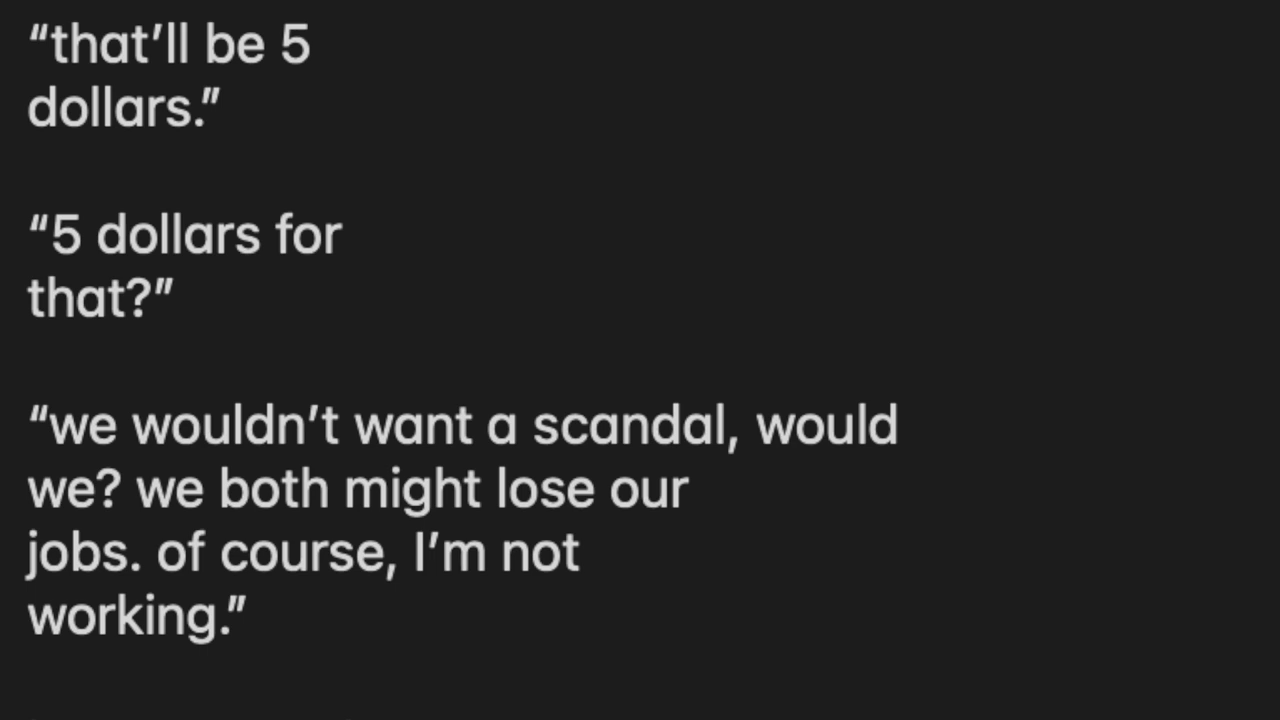 “that’ll be 5
dollars.”
“5 dollars for
that?”
“we wouldn’t want a scandal, would
we? we both might lose our
jobs. of course, I’m not
working.”